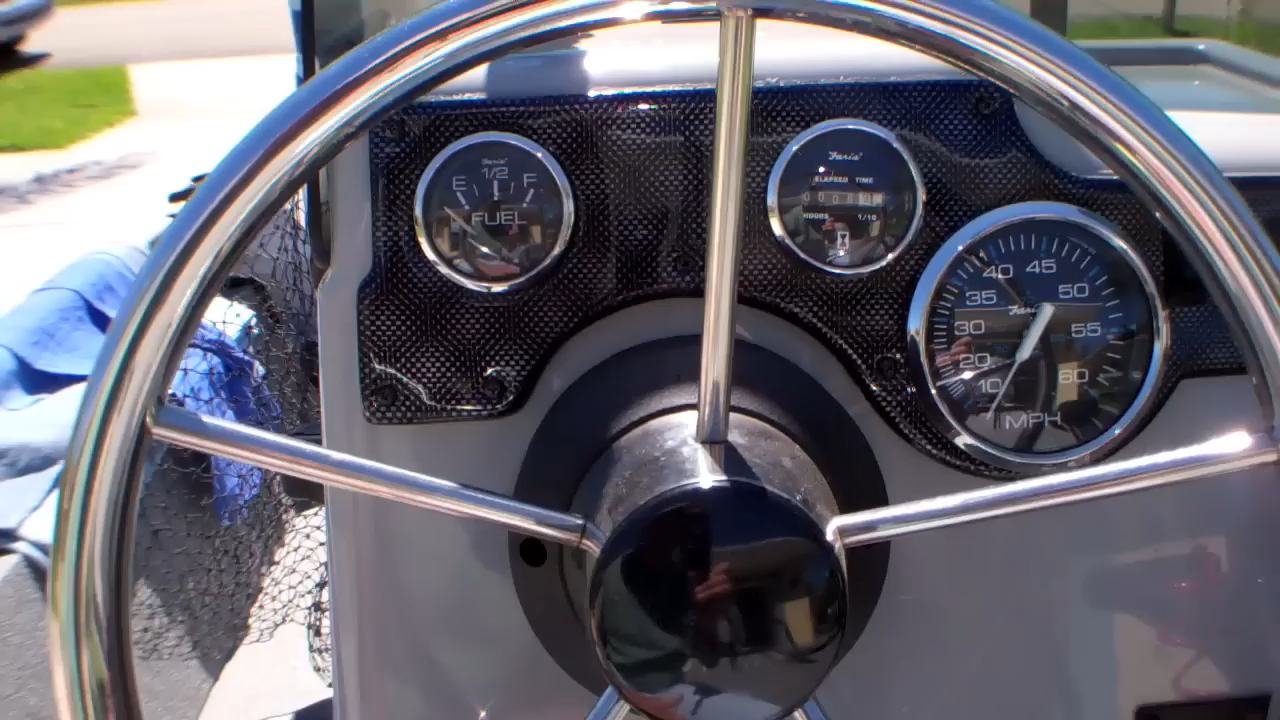 Faria
1/2
E F
FUEL
Faria
ELAPSED TIME
HOURS 1/10
40 45
35 50
Faria
30 55
20
10 60
MPH